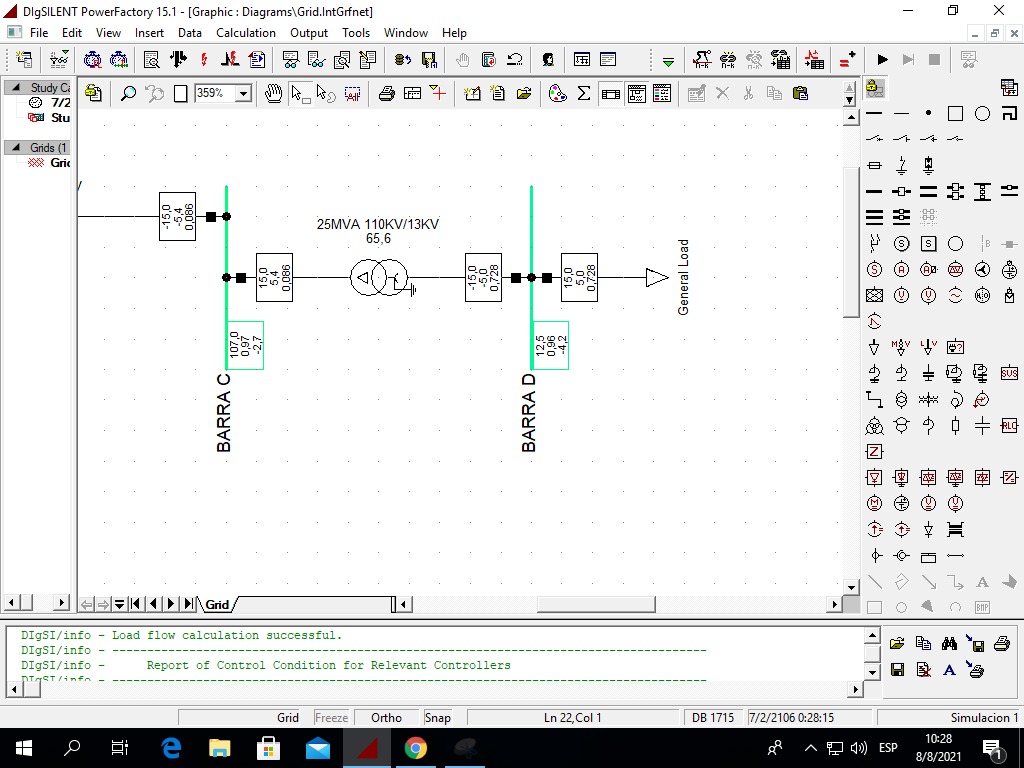 DIgSILENT PowerFactory 15.1 - [Graphic : Diagrams\Grid.IntGrfnet]
File Edit View Insert Data Calculation Output Tools Window Help
359%
Study Ca
7/2
Stu
Grids (1
Gric
-15,0
-5,4
0,086
15,0
5,4
0,086
25MVA 110KV/13KV
65,6
-15,0
-5,0
0,728
15,0
5,0
0,728
General Load
107,0
0,97
-2,7
12,5
0,96
-4,2
BARRA C
BARRA D
SVS
RLC
Z
A
BMP
Grid
DIgSI/info - Load flow calculation successful.
DIgSI/info - --------------------------------------------------------------------------------
DIgSI/info - Report of Control Condition for Relevant Controllers
DIgSI/info - --------------------------------------------------------------------------------
Grid Freeze Ortho Snap Ln 22,Col 1 DB 1715 7/2/2106 0:28:15 Simulacion 1
ESP
10:28
8/8/2021
1